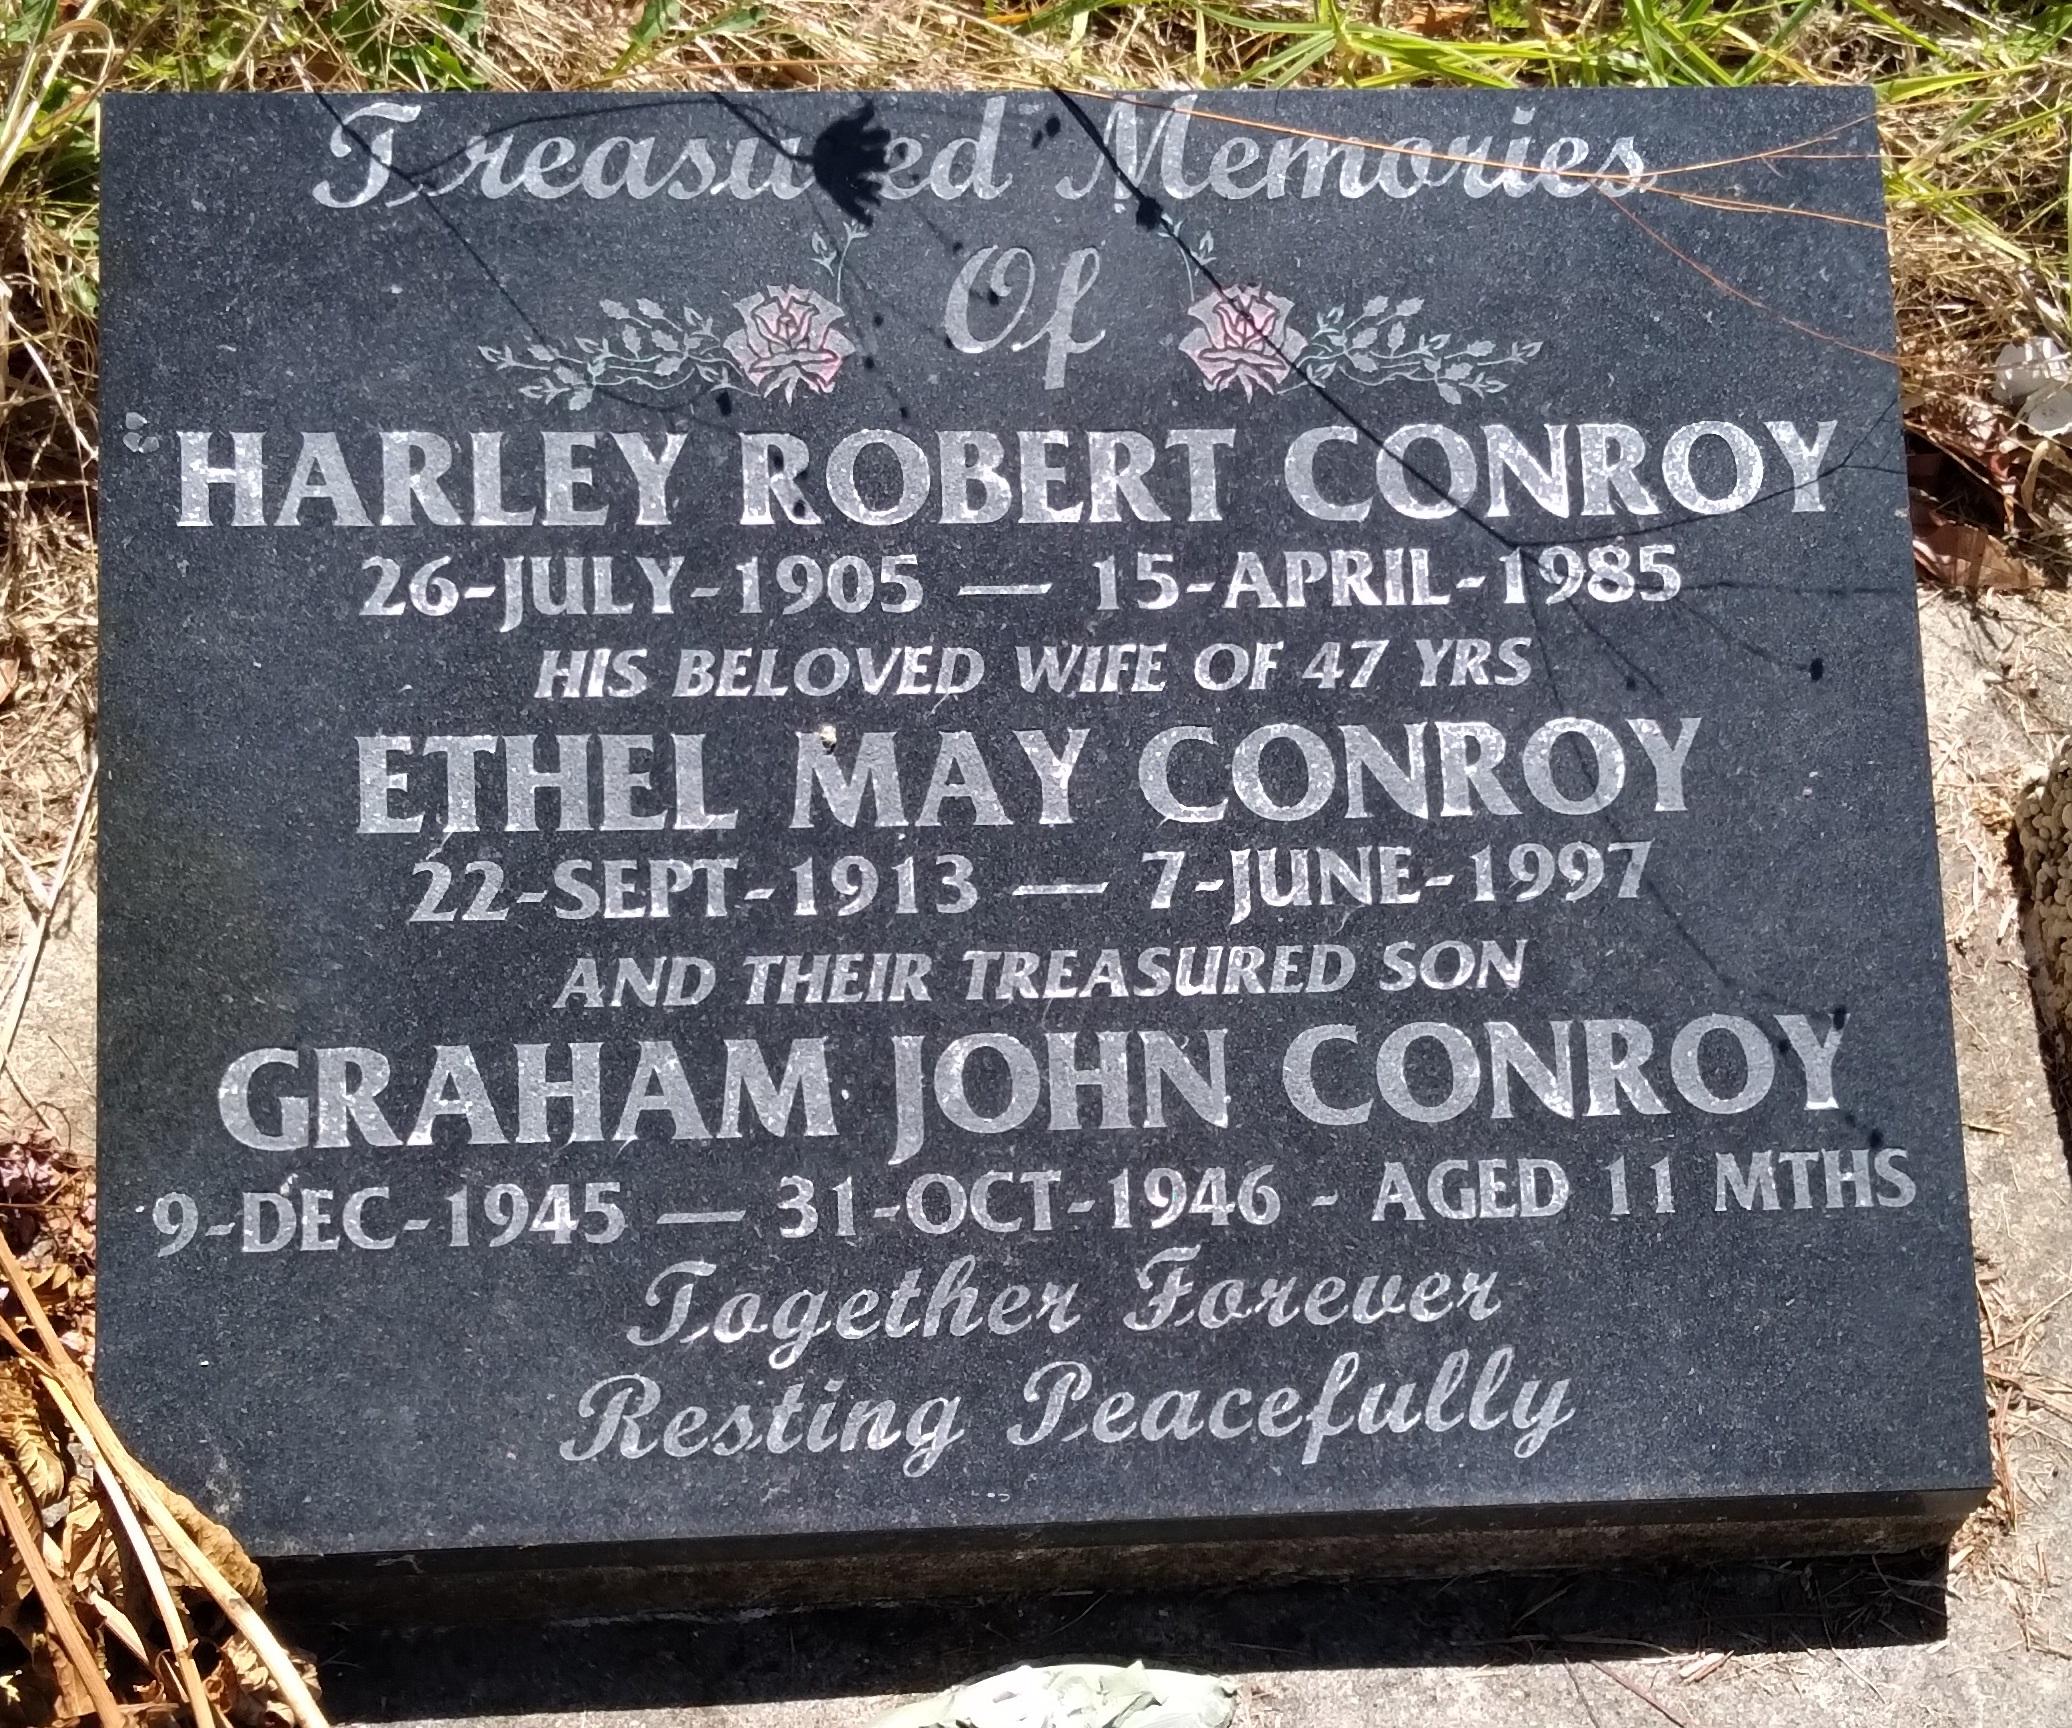 Treasured Memories
Of
HARLEY ROBERT CONROY
26-JULY-1905 — 15-APRIL-1985
HIS BELOVED WIFE OF 47 YRS
ETHEL MAY CONROY
22-SEPT-1913 — 7-JUNE-1997
AND THEIR TREASURED SON
GRAHAM JOHN CONROY
9-DEC-1945 — 31-OCT-1946 - AGED 11 MTHS
Together Forever
Resting Peacefully